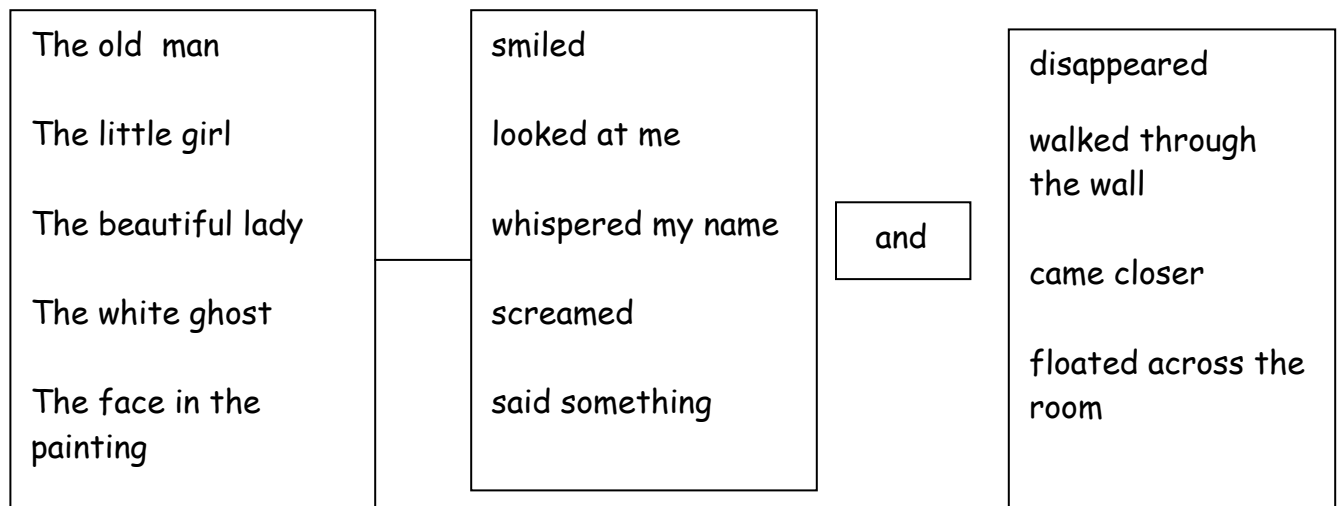 The old man
The little girl
The beautiful lady
The white ghost
The face in the
painting
smiled
looked at me
whispered my name
screamed
said something
and
disappeared
walked through
the wall
came closer
floated across the
room